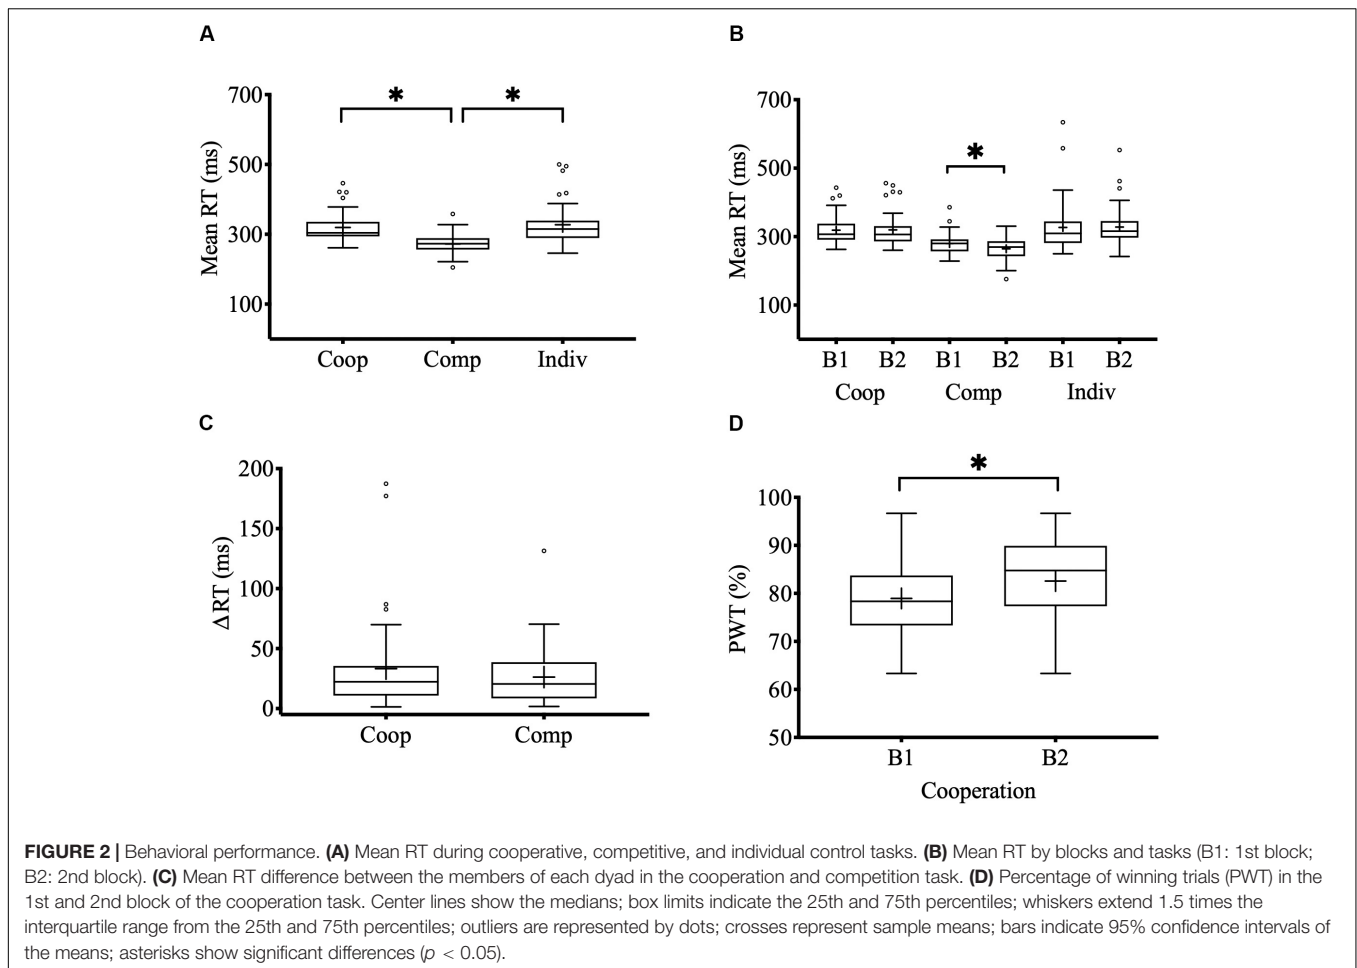 A
700
500
300
100
Mean RT (ms)
*
*
Coop
Comp
Indiv
B
700
500
300
100
Mean RT (ms)
*
B1
B2
B1
B2
B1
B2
Coop
Comp
Indiv
C
200
150
100
50
0
ΔRT (ms)
Coop
Comp
D
100
90
80
70
60
50
PWT (%)
*
B1
B2
Cooperation
FIGURE 2 | Behavioral performance. (A) Mean RT during cooperative, competitive, and individual control tasks. (B) Mean RT by blocks and tasks (B1: 1st block;
B2: 2nd block). (C) Mean RT difference between the members of each dyad in the cooperation and competition task. (D) Percentage of winning trials (PWT) in the
1st and 2nd block of the cooperation task. Center lines show the medians; box limits indicate the 25th and 75th percentiles; whiskers extend 1.5 times the
interquartile range from the 25th and 75th percentiles; outliers are represented by dots; crosses represent sample means; bars indicate 95% confidence intervals of
the means; asterisks show significant differences (p < 0.05).